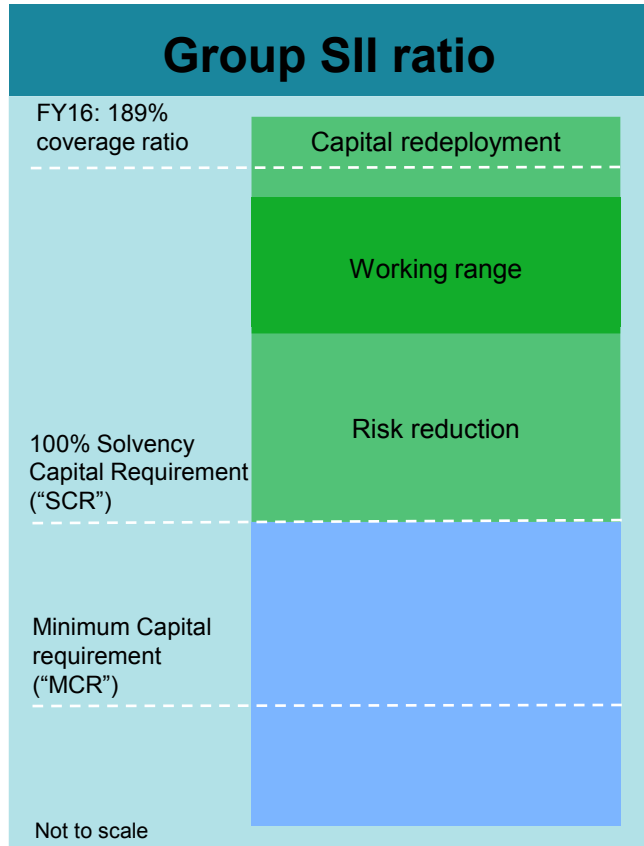 Group SII ratio
FY16: 189%
coverage ratio
Capital redeployment
Working range
Risk reduction
100% Solvency
Capital Requirement
(“SCR”)
Minimum Capital
requirement
(“MCR”)
Not to scale